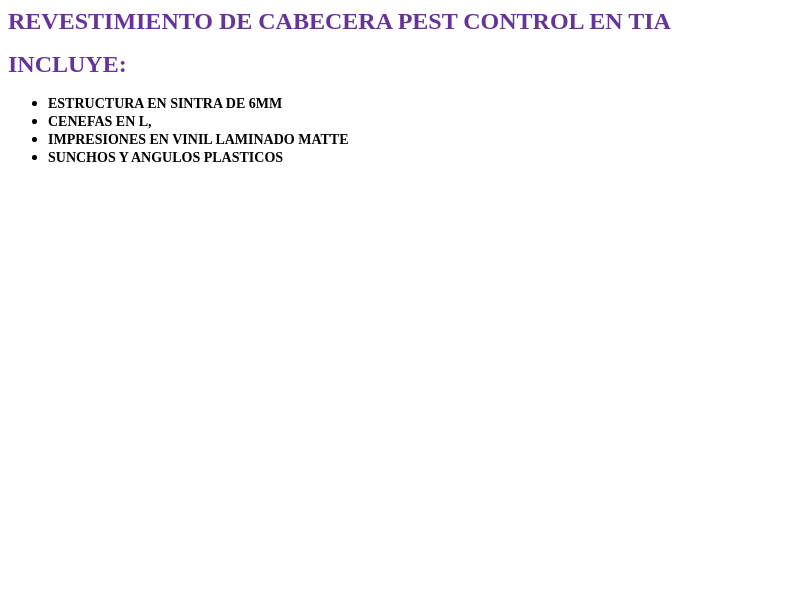 REVESTIMIENTO DE CABECERA PEST CONTROL EN TIA
INCLUYE:
ESTRUCTURA EN SINTRA DE 6MM
CENEFAS EN L,
IMPRESIONES EN VINIL LAMINADO MATTE
SUNCHOS Y ANGULOS PLASTICOS